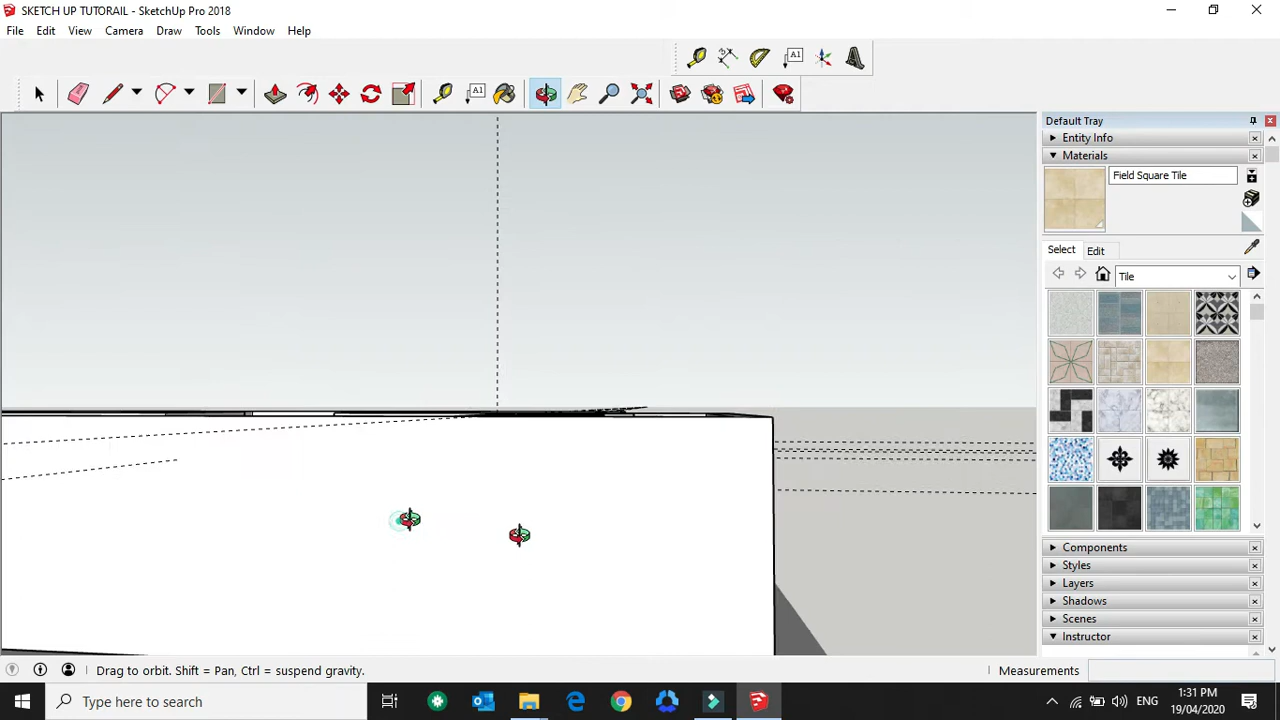 SKETCH UP TUTORAIL - SketchUp Pro 2018
File Edit View Camera Draw Tools Window Help
A1
A1
Default Tray
Entity Info
Materials
Field Square Tile
Select Edit
Tile
Components
Styles
Layers
Shadows
Scenes
Instructor
Drag to orbit. Shift = Pan, Ctrl = suspend gravity.
Measurements
Type here to search
ENG
1:31 PM
19/04/2020